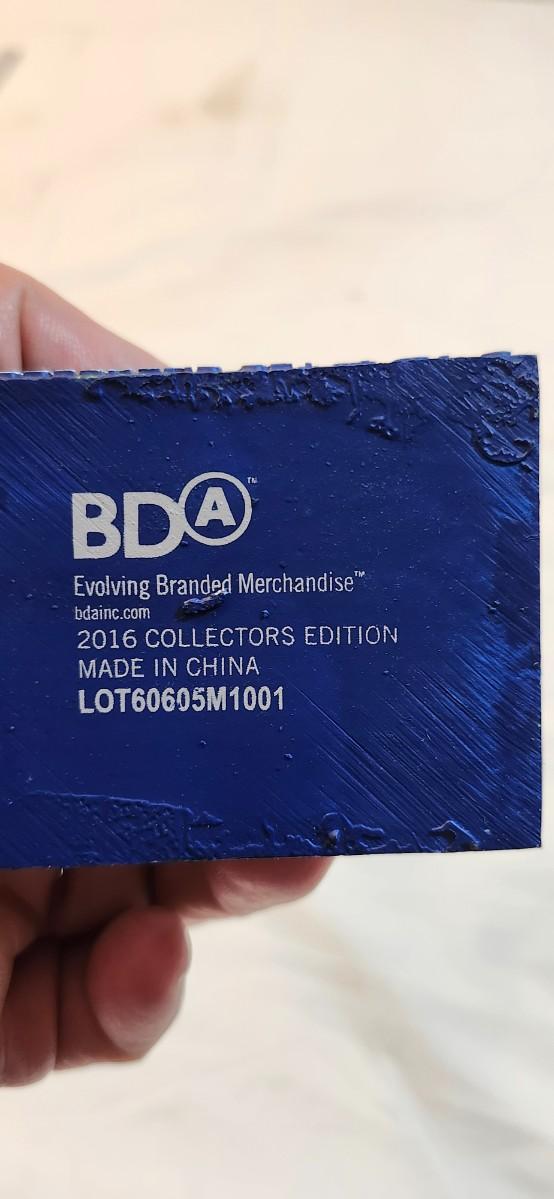 BDA™
Evolving Branded Merchandise™
bdainc.com
2016 COLLECTORS EDITION
MADE IN CHINA
LOT60605M1001